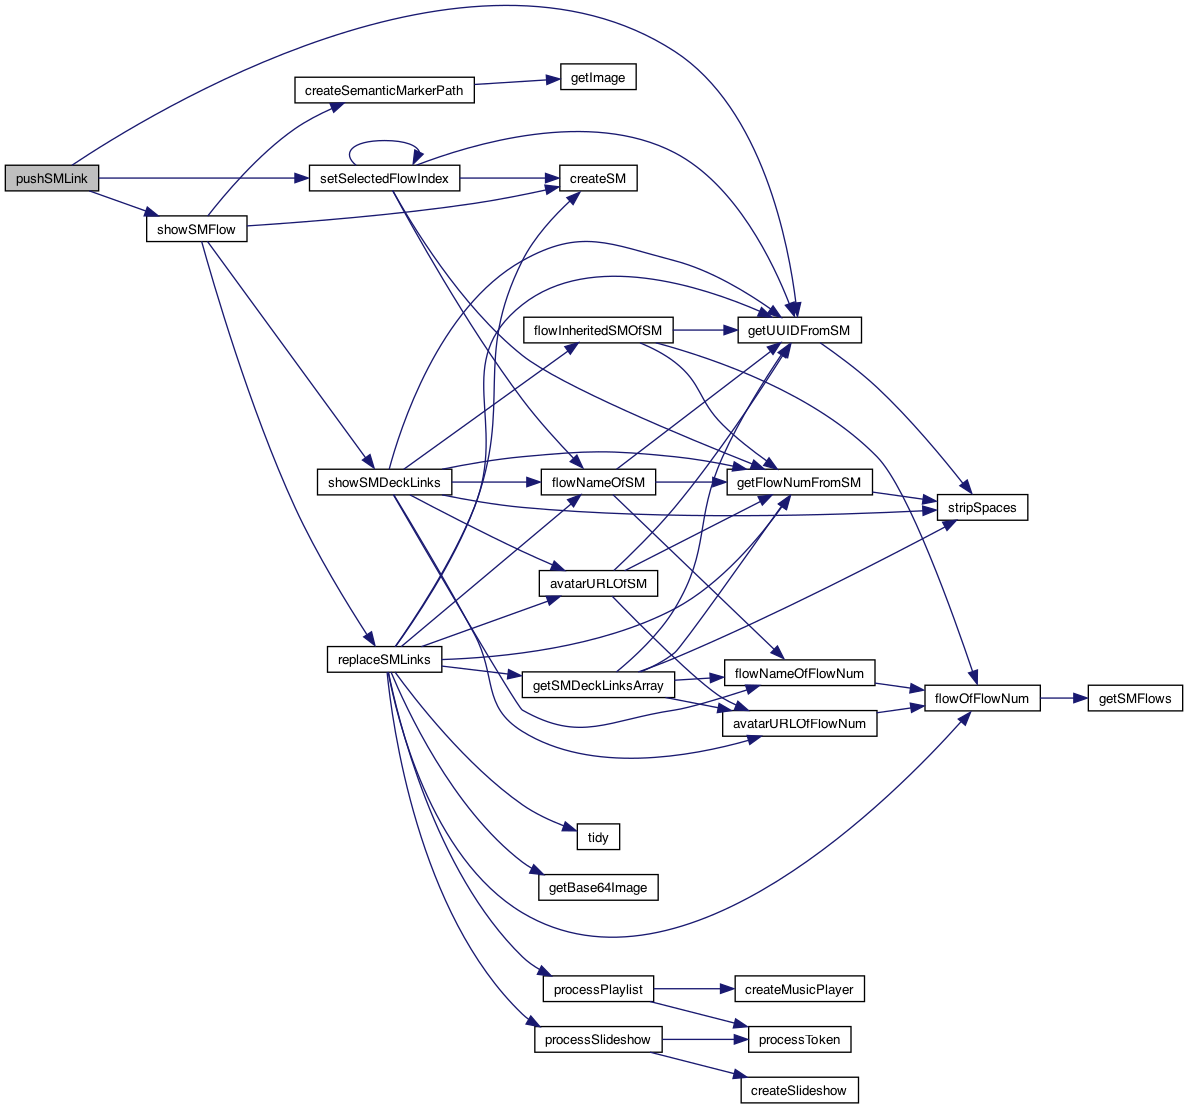 getImage
createSemanticMarkerPath
pushSMLink
setSelectedFlowIndex
createSM
showSMFlow
flowInheritedSMOfSM
getUUIDFromSM
showSMDeckLinks
flowNameOfSM
getFlowNumFromSM
stripSpaces
avatarURLOfSM
replaceSMLinks
getSMDeckLinksArray
flowNameOfFlowNum
flowOfFlowNum
getSMFlows
avatarURLOfFlowNum
tidy
getBase64Image
processPlaylist
createMusicPlayer
processSlideshow
processToken
createSlideshow